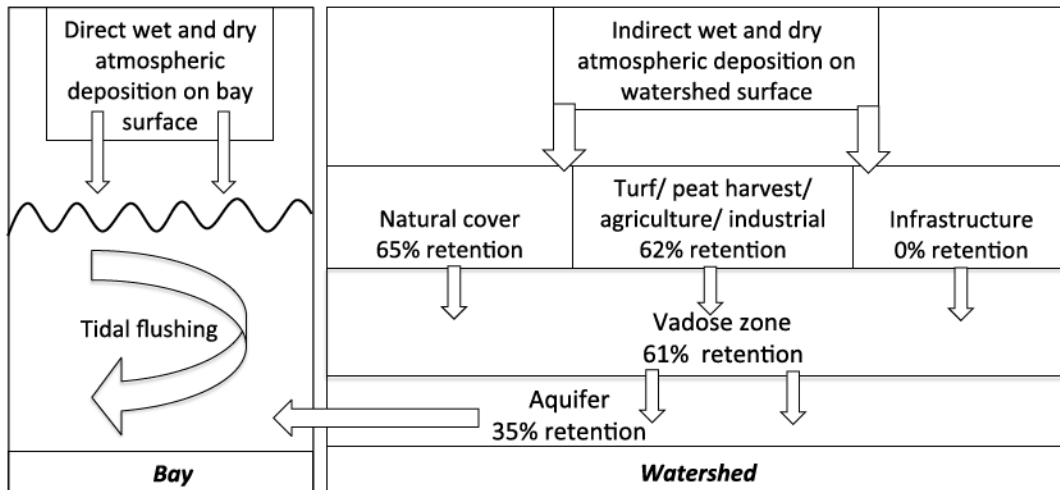 Direct wet and dry
atmospheric
deposition on bay
surface
Tidal flushing
Bay
Indirect wet and dry
atmospheric deposition on
watershed surface
Natural cover
65% retention
Turf/ peat harvest/
agriculture/ industrial
62% retention
Infrastructure
0% retention
Vadose zone
61% retention
Aquifer
35% retention
Watershed